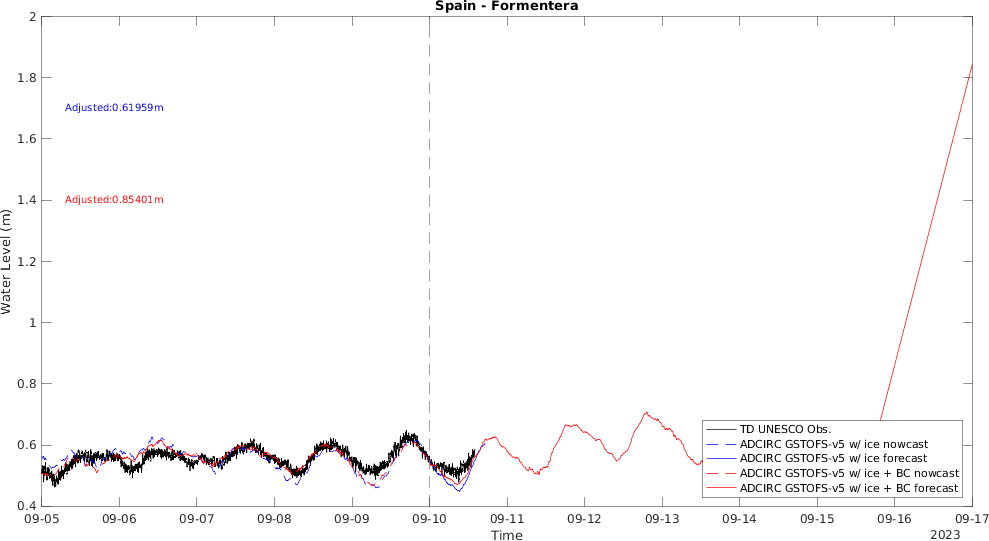 Spain - Formentera
2
1.8
1.6
1.4
1.2
1
0.8
0.6
0.4
Water Level (m)
Adjusted:0.61959m
Adjusted:0.85401m
TD UNESCO Obs.
ADCIRC GSTOFS-v5 w/ ice nowcast
ADCIRC GSTOFS-v5 w/ ice forecast
ADCIRC GSTOFS-v5 w/ ice + BC nowcast
ADCIRC GSTOFS-v5 w/ ice + BC forecast
09-05 09-06 09-07 09-08 09-09 09-10 09-11 09-12 09-13 09-14 09-15 09-16 09-17
Time
2023